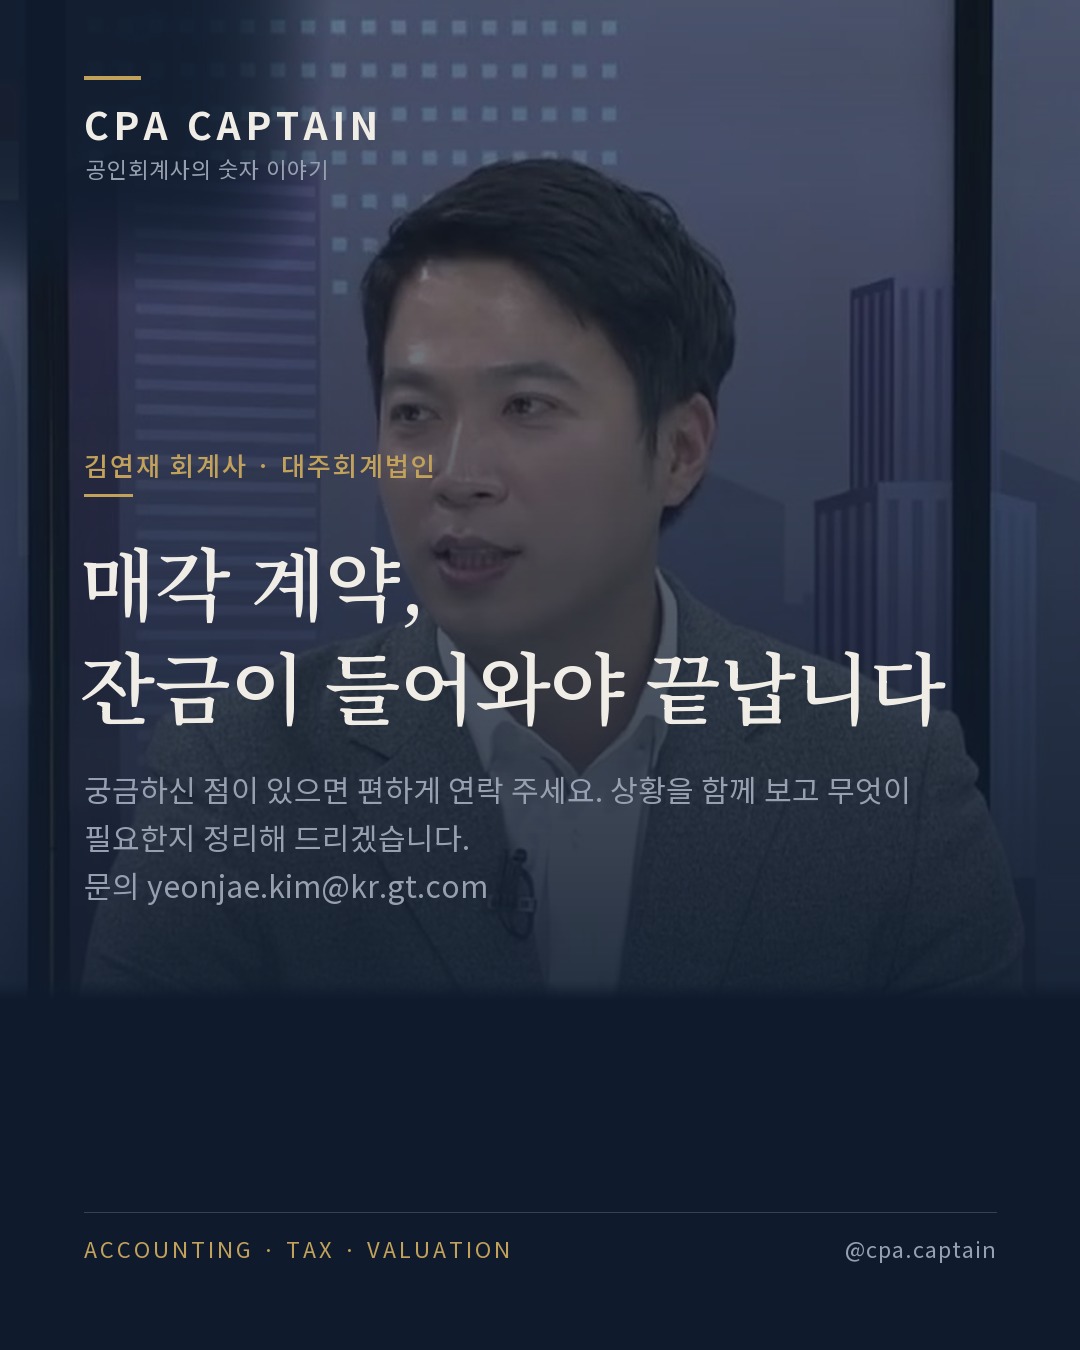 CPA CAPTAIN
공인회계사의 숫자 이야기
김연재 회계사 · 대주회계법인
매각 계약,
잔금이 들어와야 끝납니다
궁금하신 점이 있으면 편하게 연락 주세요. 상황을 함께 보고 무엇이
필요한지 정리해 드리겠습니다.
문의 yeonjae.kim@kr.gt.com
ACCOUNTING · TAX · VALUATION
@cpa.captain